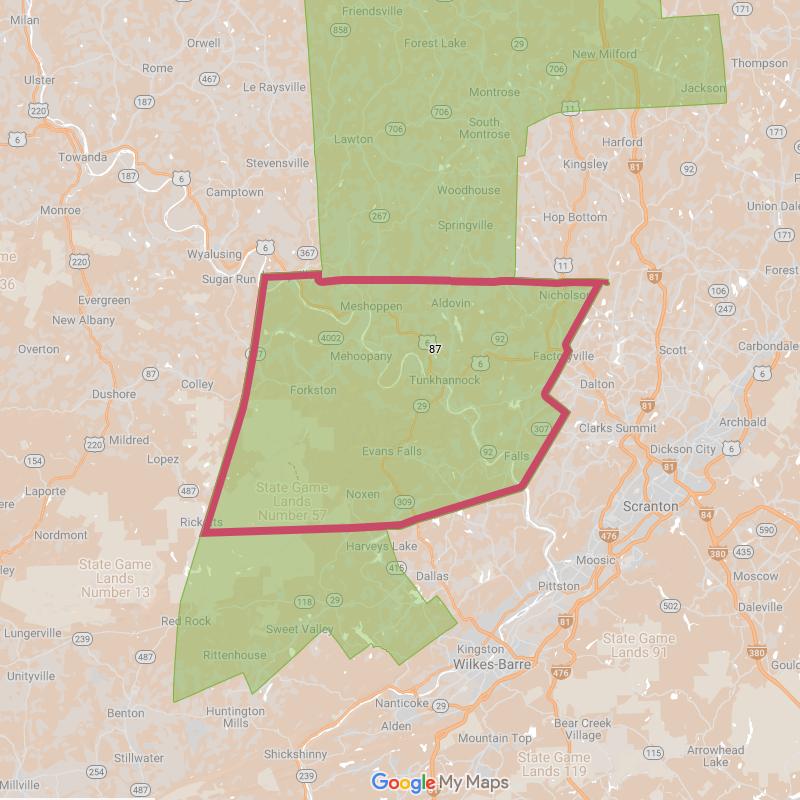 Milan
Friendsville
171
858
Orwell
Forest Lake
29
New Milford
Rome
467
706
Thompson
Ulster
Le Raysville
Montrose
Jackson
187
220
706
11
6
706
South
Montrose
171
Lawton
Harford
Towanda
Stevensville
Kingsley
81
92
187
6
Camptown
Woodhouse
Monroe
267
Union Dale
Springville
Hop Bottom
171
6
367
Wyalusing
220
11
Forest
36
Sugar Run
81
Evergreen
Meshoppen
Aldovin
Nicholson
106
New Albany
247
4002
6
92
Carbondale
Overton
87
Mehoopany
Factoryville
Scott
6
87
Tunkhannock
6
Colley
Forkston
Dalton
Dushore
29
81
Archbald
307
Clarks Summit
Mildred
220
Evans Falls
92
Falls
Dickson City
6
154
Lopez
81
Laporte
487
State Game
Lands
Number 57
Noxen
309
Scranton
84
Ricketts
590
Nordmont
476
380
435
Harveys Lake
State Game
Lands
Number 13
415
Dallas
Moosic
Moscow
Pittston
118
29
502
Daville
Red Rock
81
Lungerville
Sweet Valley
239
State Game
Lands 91
487
Rittenhouse
Kingston
Wilkes-Barre
380
476
Unityville
Nanticoke
29
Benton
Huntington
Mills
Alden
Bear Creek
Village
Mountain Top
Stillwater
Shickshinny
115
Arrowhead
Lake
254
239
State Game
Lands 119
Millville
487
Google My Maps